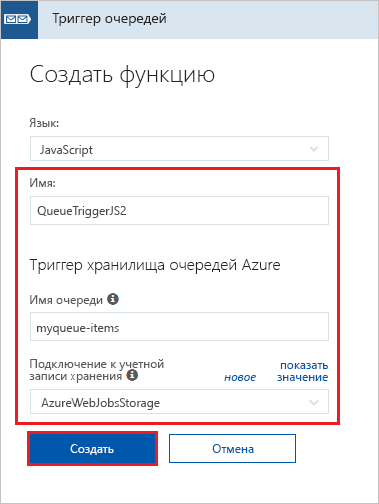 Триггер очередей
Создать функцию
Язык:
JavaScript
Имя:
QueueTriggerJS2
Триггер хранилища очередей Azure
Имя очереди
myqueue-items
Подключение к учетной
записи хранения
новое
показать
значение
AzureWebJobsStorage
Создать
Отмена